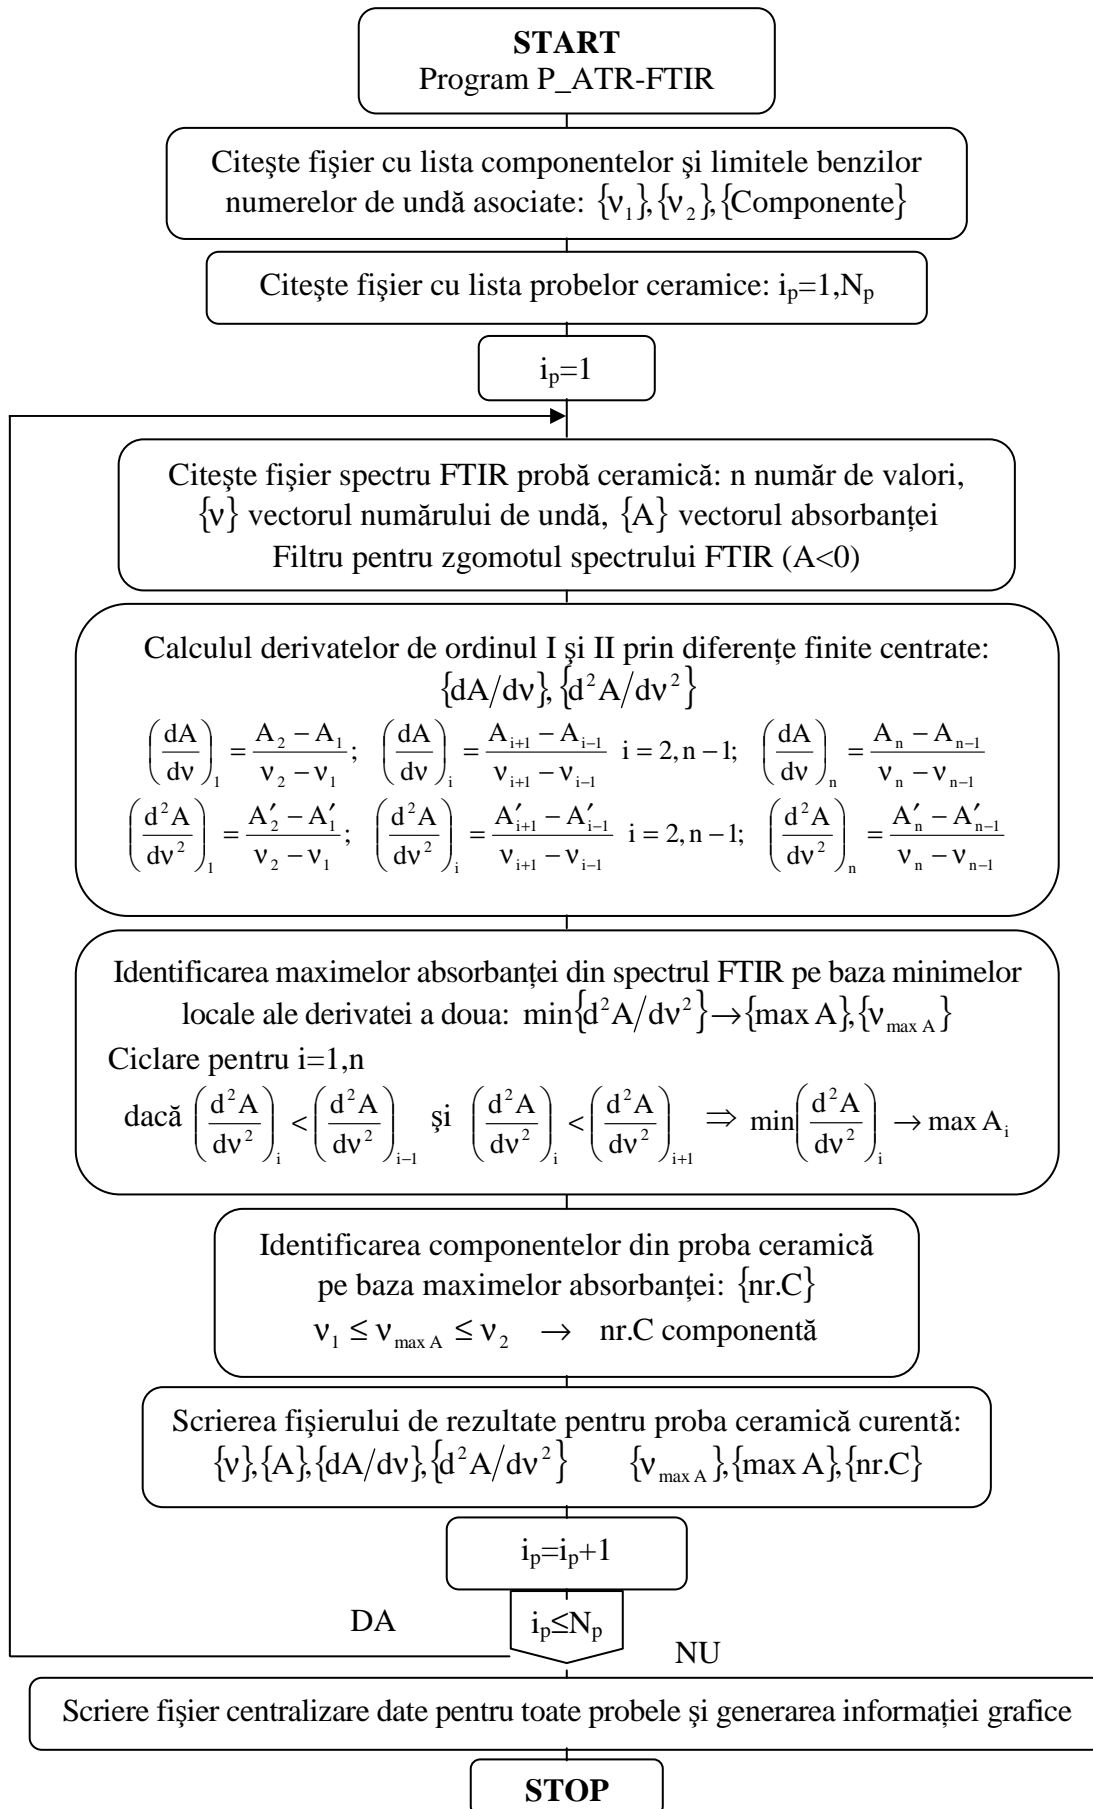 START
Program P_ATR-FTIR
Citeşte fişier cu lista componentelor şi limitele benzilor
numerelor de undă asociate: {ν₁},{ν₂},{Componente}
Citeşte fişier cu lista probelor ceramice: iₚ=1,Nₚ
iₚ=1
Citeşte fişier spectru FTIR probă ceramică: n număr de valori,
{ν} vectorul numărului de undă, {A} vectorul absorbanţei
Filtru pentru zgomotul spectrului FTIR (A<0)
Calculul derivatelor de ordinul I şi II prin diferenţe finite centrate:
{dA/dν}, {d²A/dν²}
(dA/dν)₁ = (A₂ − A₁)/(ν₂ − ν₁); (dA/dν)ᵢ = (Aᵢ₊₁ − Aᵢ₋₁)/(νᵢ₊₁ − νᵢ₋₁) i = 2, n − 1; (dA/dν)ₙ = (Aₙ − Aₙ₋₁)/(νₙ − νₙ₋₁)
(d²A/dν²)₁ = (A′₂ − A′₁)/(ν₂ − ν₁); (d²A/dν²)ᵢ = (A′ᵢ₊₁ − A′ᵢ₋₁)/(νᵢ₊₁ − νᵢ₋₁) i = 2, n − 1; (d²A/dν²)ₙ = (A′ₙ − A′ₙ₋₁)/(νₙ − νₙ₋₁)
Identificarea maximelor absorbanţei din spectrul FTIR pe baza minimelor
locale ale derivatei a doua: min{d²A/dν²}→{max A},{ν_max A}
Ciclare pentru i=1,n
dacă (d²A/dν²)ᵢ < (d²A/dν²)ᵢ₋₁ şi (d²A/dν²)ᵢ < (d²A/dν²)ᵢ₊₁ ⇒ min(d²A/dν²)ᵢ → max Aᵢ
Identificarea componentelor din proba ceramică
pe baza maximelor absorbanţei: {nr.C}
ν₁ ≤ ν_max A ≤ ν₂ → nr.C componentă
Scrierea fişierului de rezultate pentru proba ceramică curentă:
{ν},{A},{dA/dν},{d²A/dν²} {ν_max A},{max A},{nr.C}
iₚ=iₚ+1
DA
iₚ≤Nₚ
NU
Scriere fişier centralizare date pentru toate probele şi generarea informaţiei grafice
STOP